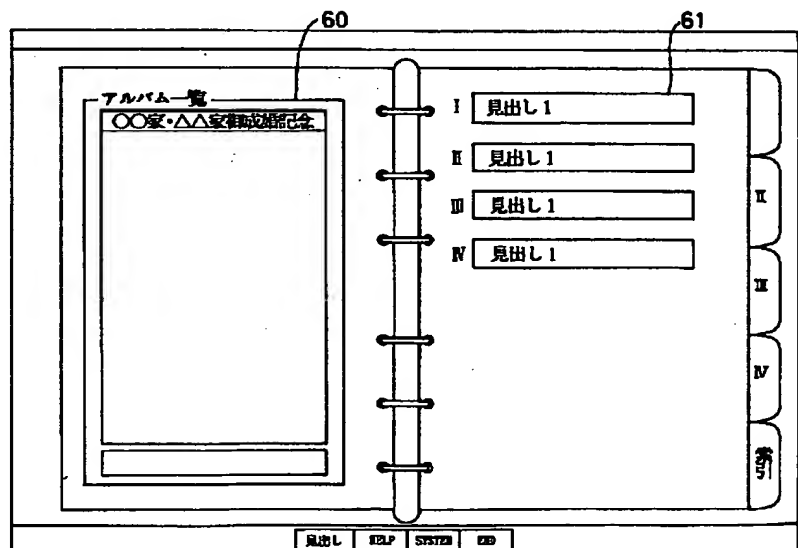 60
61
アルバム一覧
〇〇家・△△家御成婚記念
I 見出し1
II 見出し1
III 見出し1
IV 見出し1
II
III
IV
索引
見出し HELP SYSTEM END